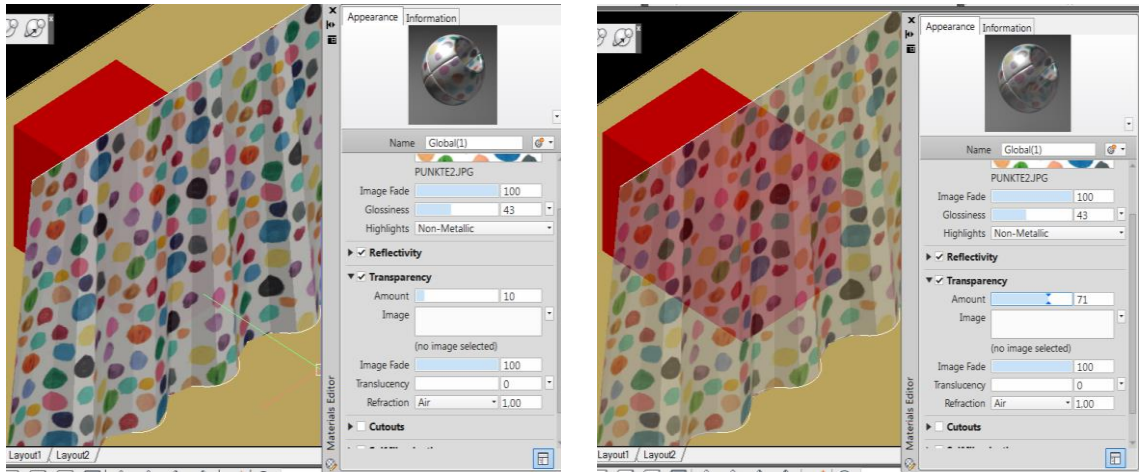 Appearance Information
Name Global(1)
PUNKTE2.JPG
Image Fade 100
Glossiness 43
Highlights Non-Metallic
Reflectivity
Transparency
Amount 10
Image
(no image selected)
Image Fade 100
Translucency 0
Refraction Air 1.00
Cutouts
Materials Editor
Layout1 Layout2
Appearance Information
Name Global(1)
PUNKTE2.JPG
Image Fade 100
Glossiness 43
Highlights Non-Metallic
Reflectivity
Transparency
Amount 71
Image
(no image selected)
Image Fade 100
Translucency 0
Refraction Air 1.00
Cutouts
Materials Editor
Layout1 Layout2